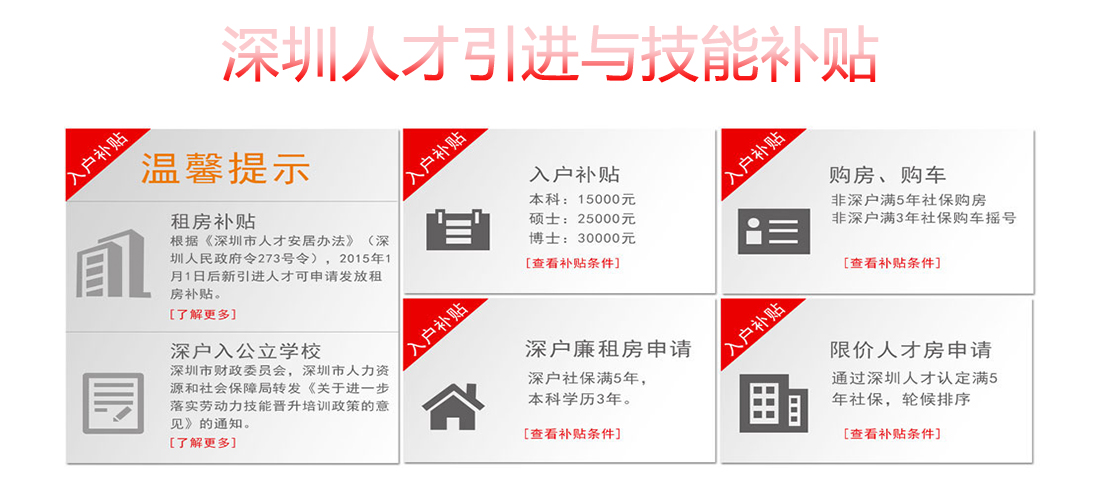 深圳人才引进与技能补贴
入户补贴
温馨提示
租房补贴
根据《深圳市人才安居办法》（深
圳人民政府令273号令），2015年1
月1日后新引进人才可申请发放租
房补贴。
[了解更多]
深户入公立学校
深圳市财政委员会，深圳市人力资
源和社会保障局转发《关于进一步
落实劳动力技能晋升培训政策的意
见》的通知。
[了解更多]
入户补贴
入户补贴
本科：15000元
硕士：25000元
博士：30000元
[查看补贴条件]
入户补贴
购房、购车
非深户满5年社保购房
非深户满3年社保购车摇号
[查看补贴条件]
入户补贴
深户廉租房申请
深户社保满5年，
本科学历3年。
[查看补贴条件]
入户补贴
限价人才房申请
通过深圳人才认定满5
年社保，轮候排序
[查看补贴条件]